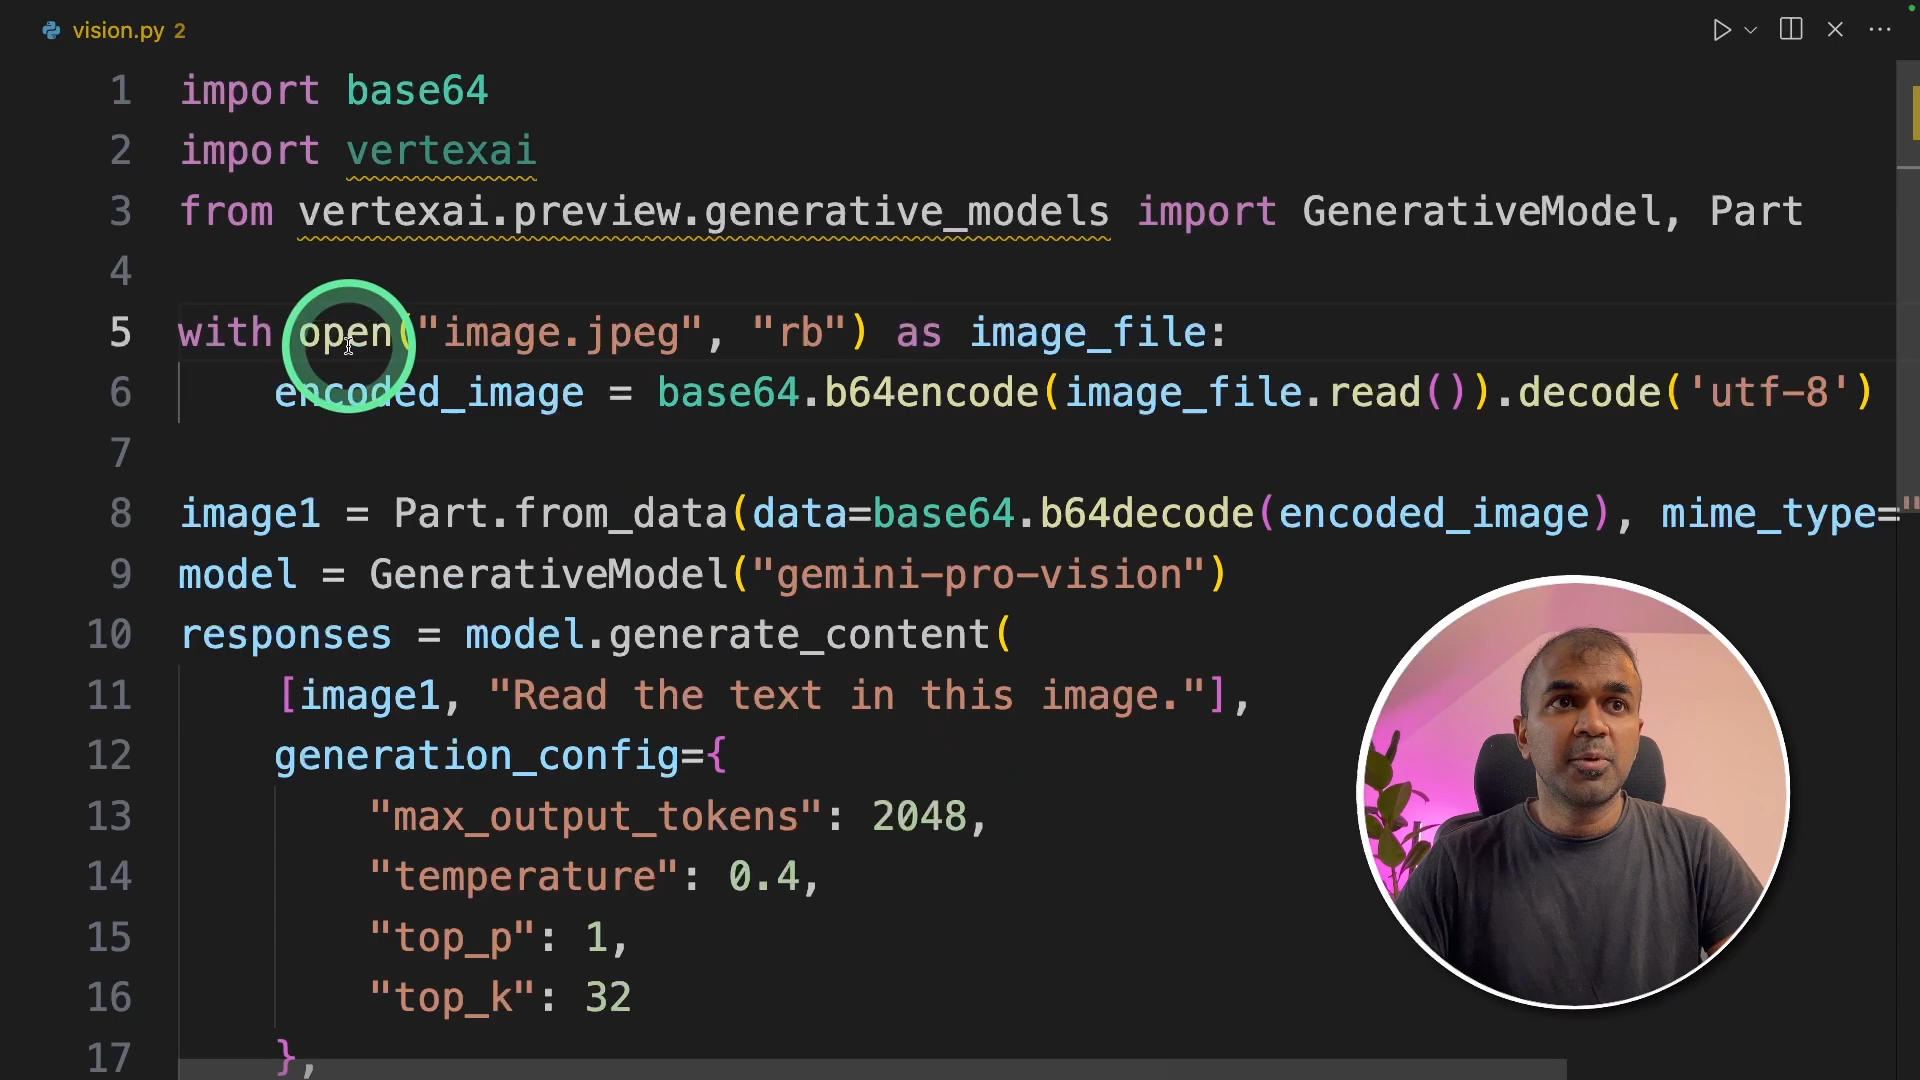 vision.py 2
1 import base64
2 import vertexai
3 from vertexai.preview.generative_models import GenerativeModel, Part
4
5 with open("image.jpeg", "rb") as image_file:
6 encoded_image = base64.b64encode(image_file.read()).decode('utf-8')
7
8 image1 = Part.from_data(data=base64.b64decode(encoded_image), mime_type="
9 model = GenerativeModel("gemini-pro-vision")
10 responses = model.generate_content(
11 [image1, "Read the text in this image."],
12 generation_config={
13 "max_output_tokens": 2048,
14 "temperature": 0.4,
15 "top_p": 1,
16 "top_k": 32
17 },